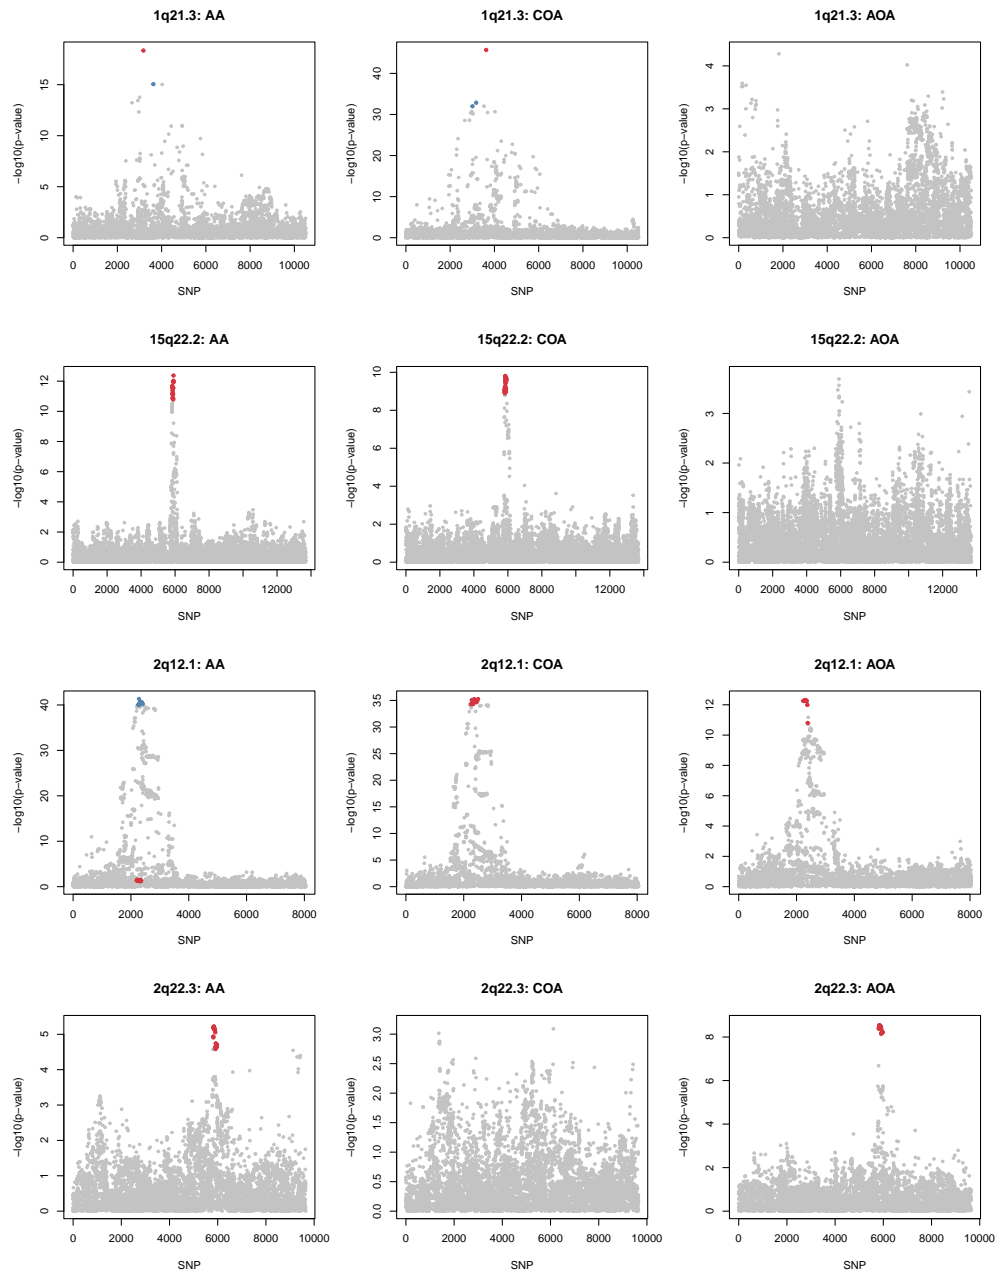 1q21.3: AA
1q21.3: COA
1q21.3: AOA
−log10(p−value)
0 5 10 15
0 2000 4000 6000 8000 10000
SNP
−log10(p−value)
0 10 20 30 40
0 2000 4000 6000 8000 10000
SNP
−log10(p−value)
0 1 2 3 4
0 2000 4000 6000 8000 10000
SNP
15q22.2: AA
15q22.2: COA
15q22.2: AOA
−log10(p−value)
0 2 4 6 8 10 12
0 2000 4000 6000 8000 12000
SNP
−log10(p−value)
0 2 4 6 8 10
0 2000 4000 6000 8000 12000
SNP
−log10(p−value)
0 1 2 3
0 2000 4000 6000 8000 12000
SNP
2q12.1: AA
2q12.1: COA
2q12.1: AOA
−log10(p−value)
0 10 20 30 40
0 2000 4000 6000 8000
SNP
−log10(p−value)
0 5 10 15 20 25 30 35
0 2000 4000 6000 8000
SNP
−log10(p−value)
0 2 4 6 8 10 12
0 2000 4000 6000 8000
SNP
2q22.3: AA
2q22.3: COA
2q22.3: AOA
−log10(p−value)
0 1 2 3 4 5
0 2000 4000 6000 8000 10000
SNP
−log10(p−value)
0.0 0.5 1.0 1.5 2.0 2.5 3.0
0 2000 4000 6000 8000 10000
SNP
−log10(p−value)
0 2 4 6 8
0 2000 4000 6000 8000 10000
SNP